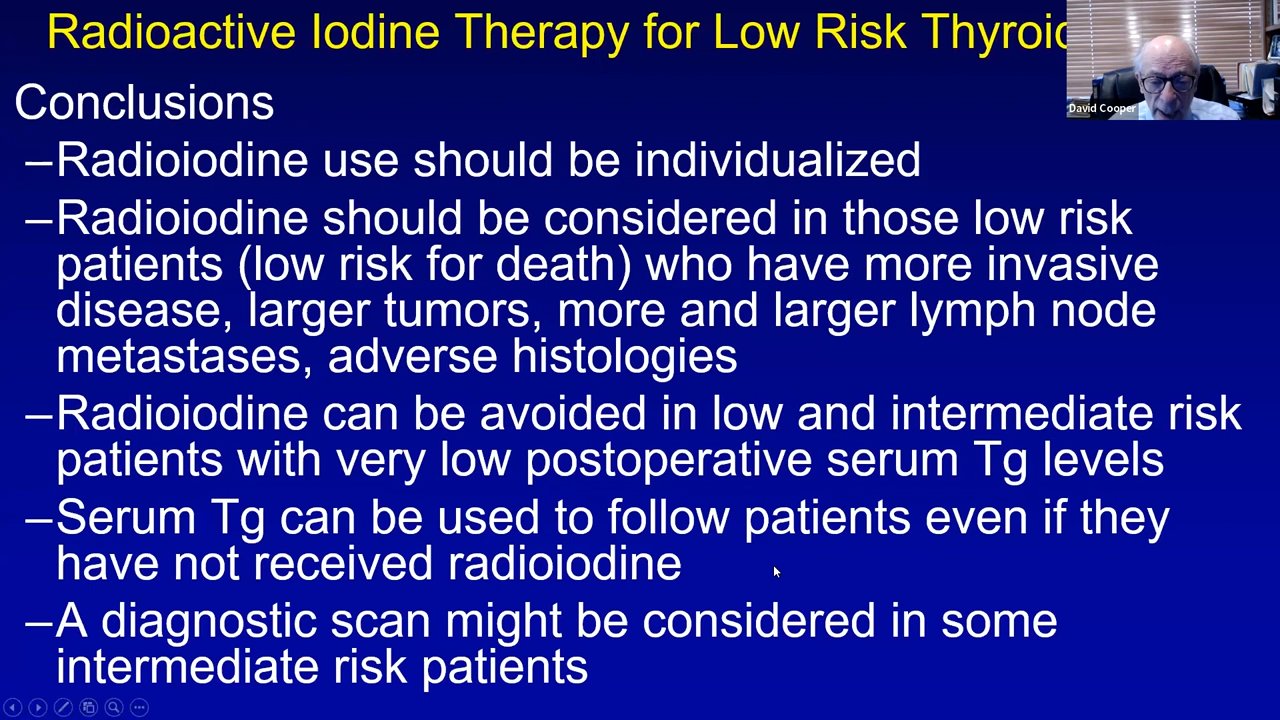 Radioactive Iodine Therapy for Low Risk Thyroid
David Cooper
Conclusions
–Radioiodine use should be individualized
–Radioiodine should be considered in those low risk
patients (low risk for death) who have more invasive
disease, larger tumors, more and larger lymph node
metastases, adverse histologies
–Radioiodine can be avoided in low and intermediate risk
patients with very low postoperative serum Tg levels
–Serum Tg can be used to follow patients even if they
have not received radioiodine
–A diagnostic scan might be considered in some
intermediate risk patients